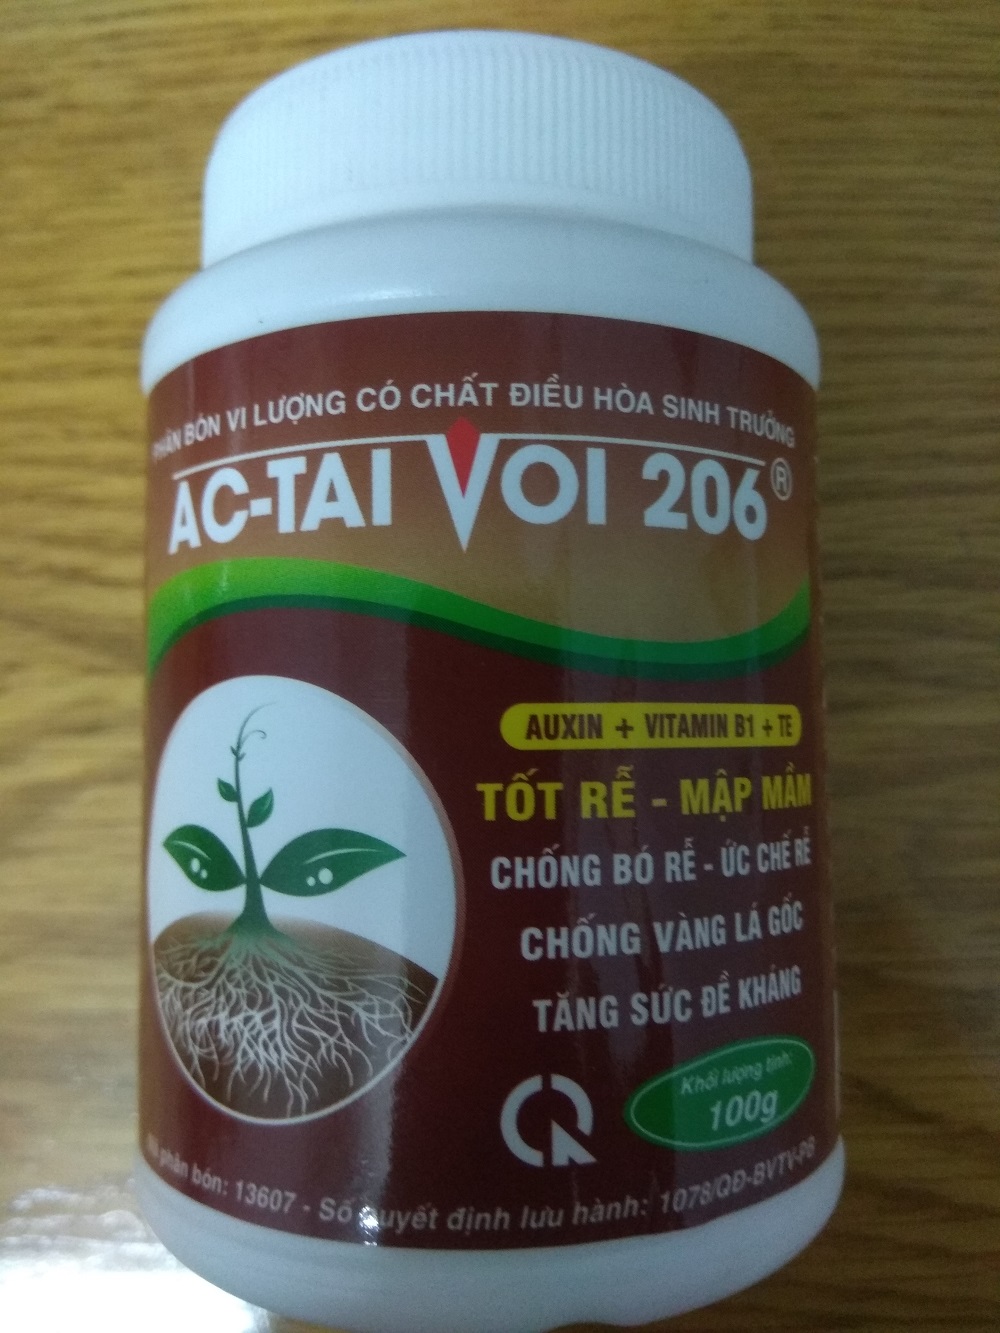 PHÂN BÓN VI LƯỢNG CÓ CHẤT ĐIỀU HÒA SINH TRƯỞNG
AC-TAI VOI 206®
AUXIN + VITAMIN B1 + TE
TỐT RỄ - MẬP MẦM
CHỐNG BÓ RỄ - ỨC CHẾ RỄ
CHỐNG VÀNG LÁ GỐC
TĂNG SỨC ĐỀ KHÁNG
Khối lượng tịnh:
100g
Mã phân bón: 13607 - Số quyết định lưu hành: 1078/QĐ-BVTV-PB